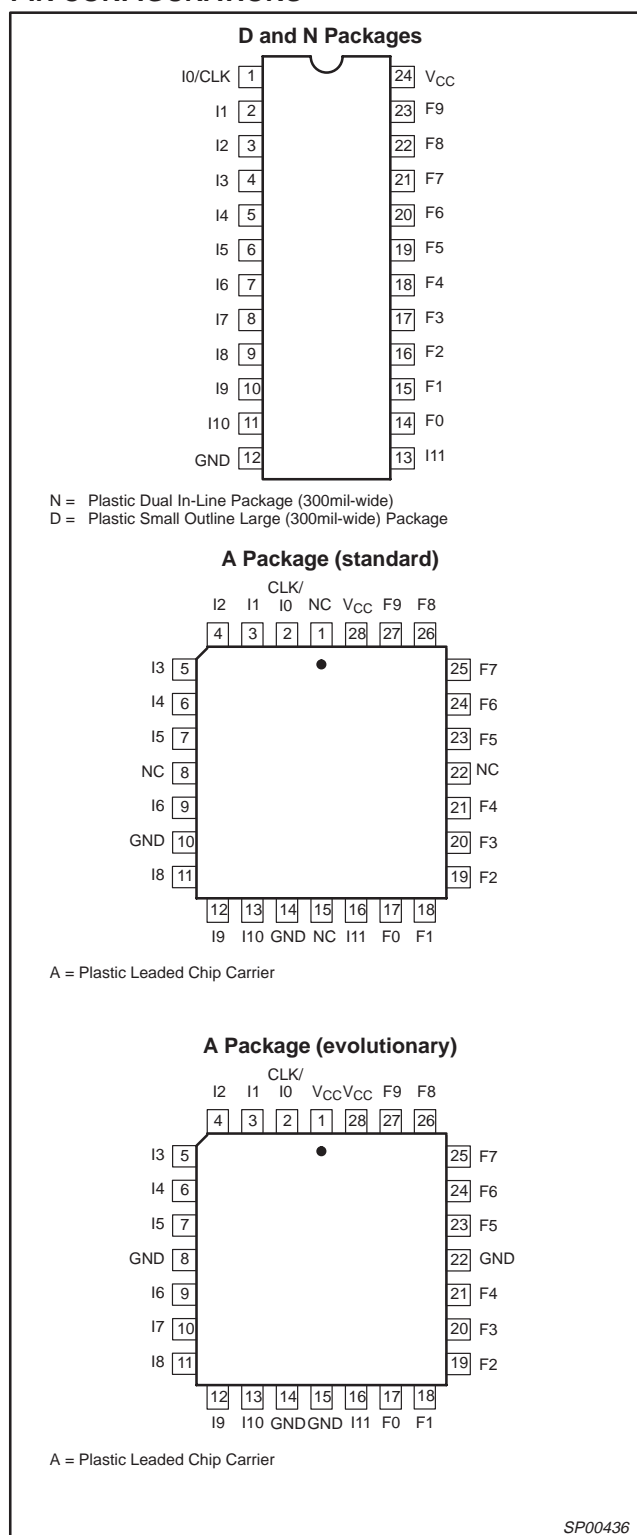 D and N Packages
I0/CLK 1 24 VCC
I1 2 23 F9
I2 3 22 F8
I3 4 21 F7
I4 5 20 F6
I5 6 19 F5
I6 7 18 F4
I7 8 17 F3
I8 9 16 F2
I9 10 15 F1
I10 11 14 F0
GND 12 13 I11
N = Plastic Dual In-Line Package (300mil-wide)
D = Plastic Small Outline Large (300mil-wide) Package
A Package (standard)
CLK/
I2 I1 I0 NC VCC F9 F8
4 3 2 1 28 27 26
I3 5 25 F7
I4 6 24 F6
I5 7 23 F5
NC 8 22 NC
I6 9 21 F4
GND 10 20 F3
I8 11 19 F2
12 13 14 15 16 17 18
I9 I10 GND NC I11 F0 F1
A = Plastic Leaded Chip Carrier
A Package (evolutionary)
CLK/
I2 I1 I0 VCC VCC F9 F8
4 3 2 1 28 27 26
I3 5 25 F7
I4 6 24 F6
I5 7 23 F5
GND 8 22 GND
I6 9 21 F4
I7 10 20 F3
I8 11 19 F2
12 13 14 15 16 17 18
I9 I10 GND GND I11 F0 F1
A = Plastic Leaded Chip Carrier
SP00436